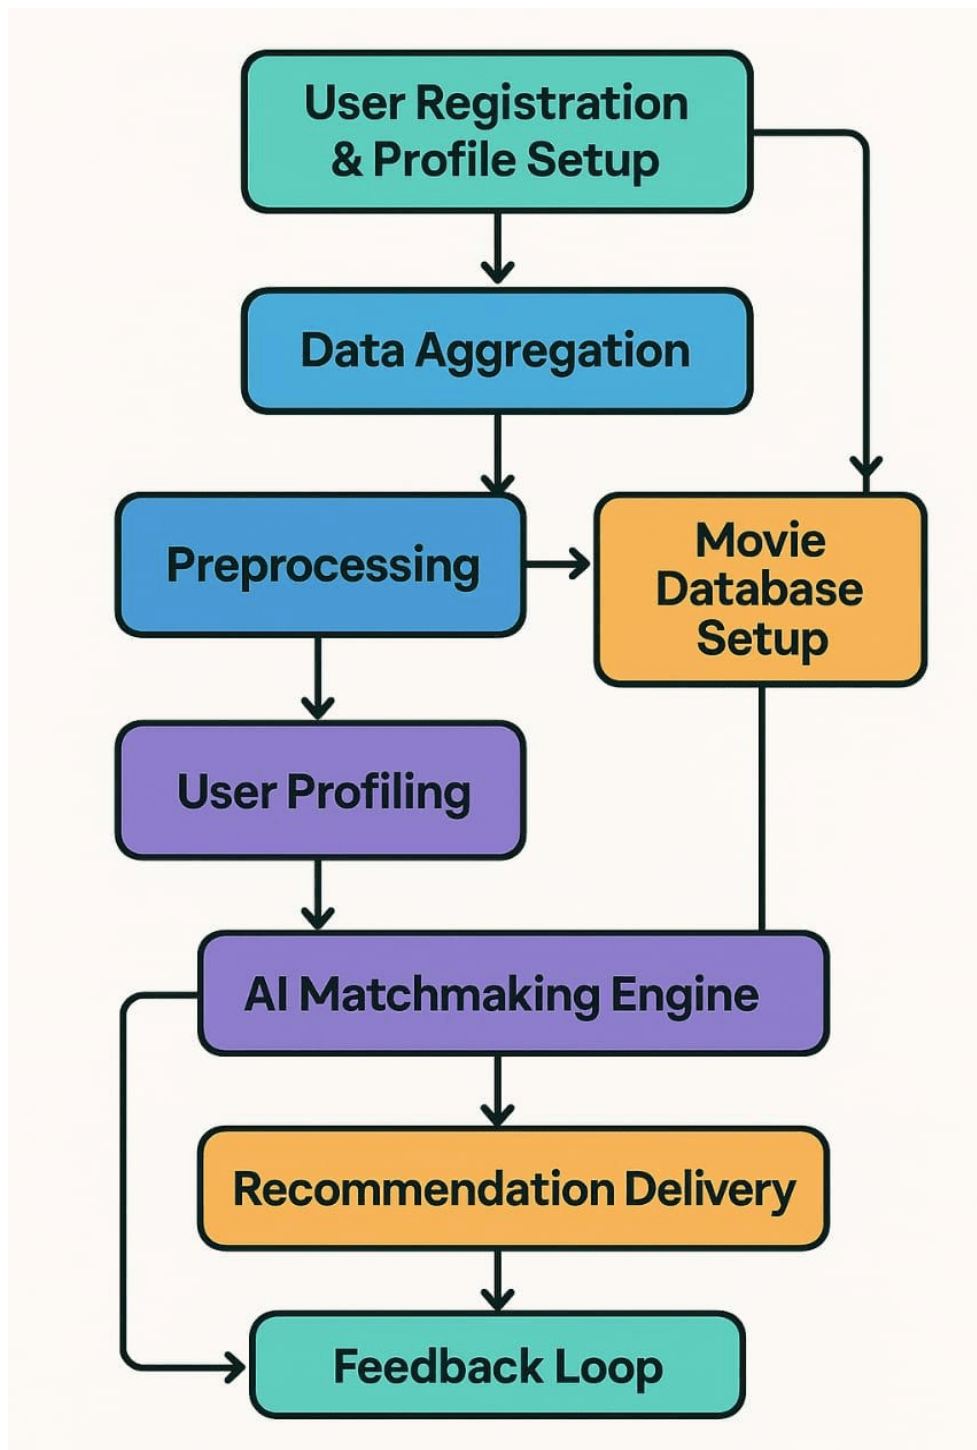 User Registration
& Profile Setup
Data Aggregation
Preprocessing
Movie
Database
Setup
User Profiling
AI Matchmaking Engine
Recommendation Delivery
Feedback Loop